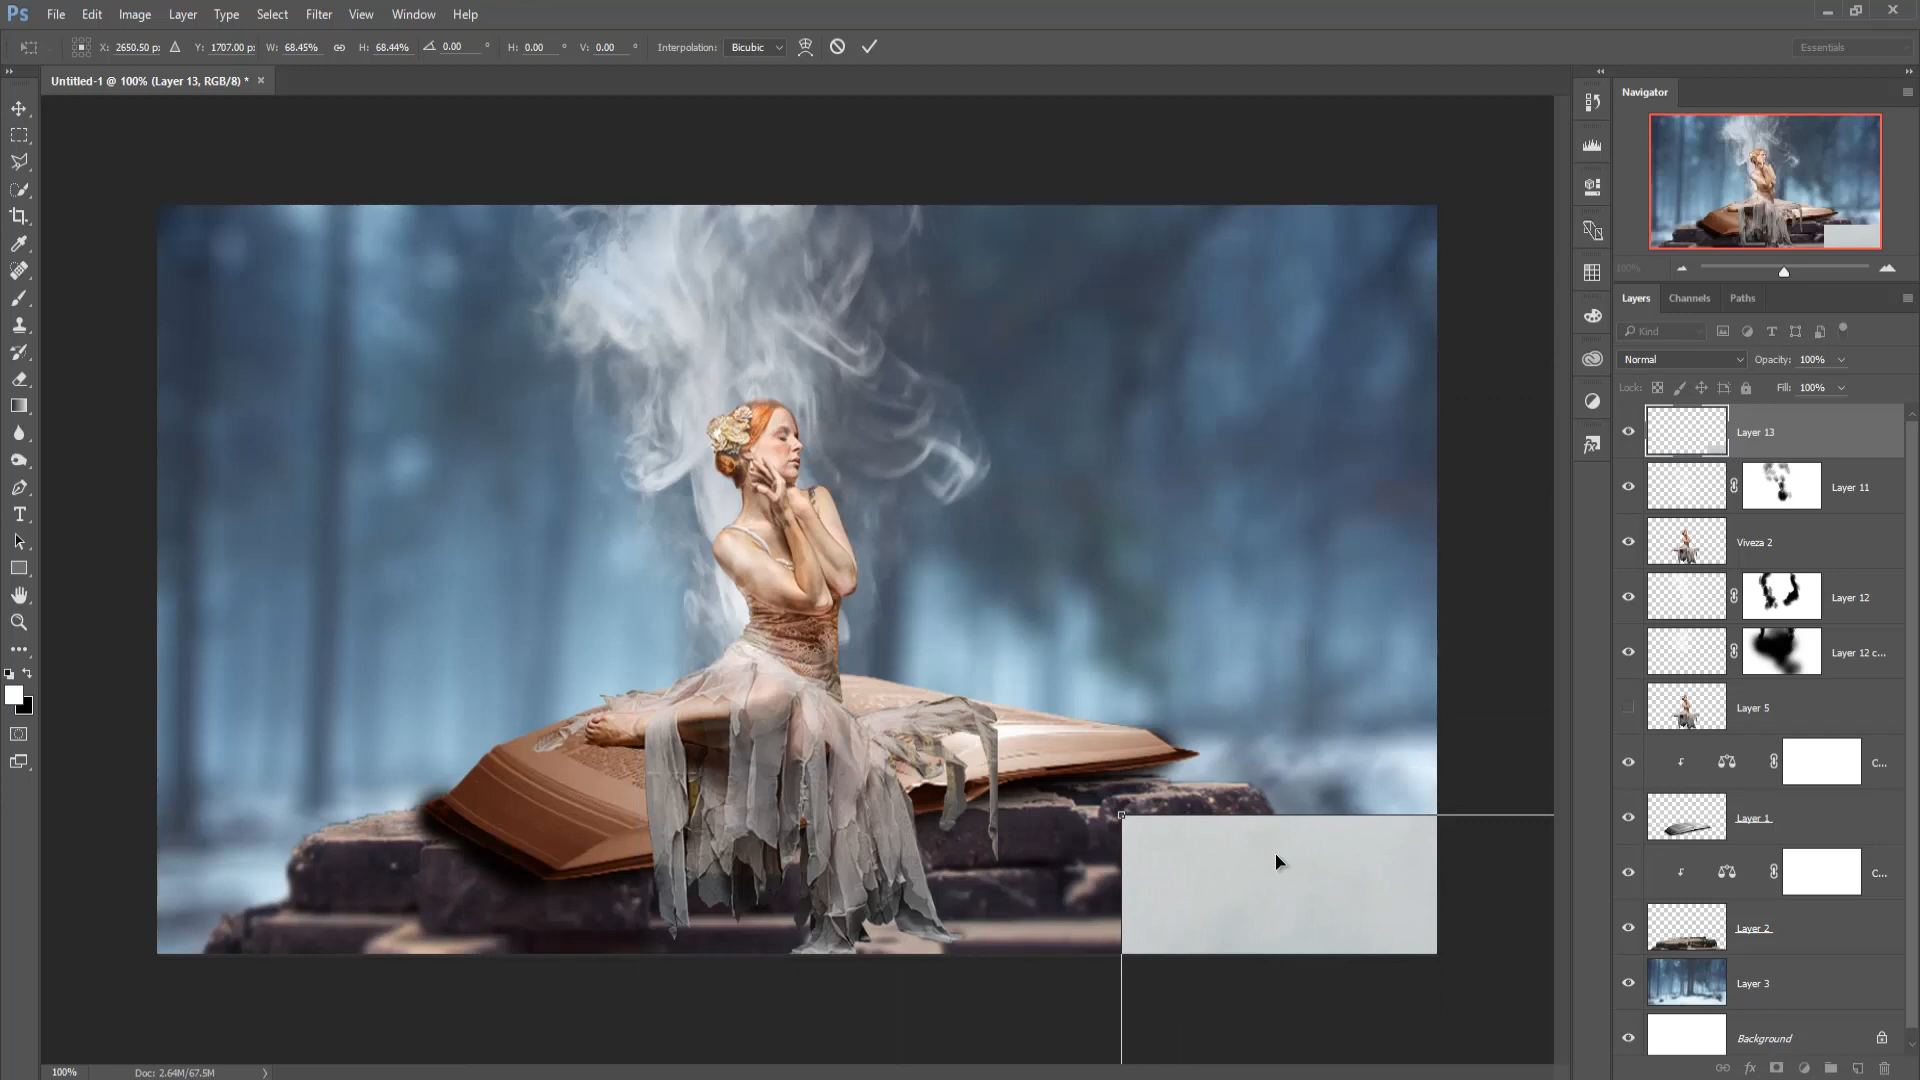 Ps File Edit Image Layer Type Select Filter 3D View Window Help
X: 2650.50 p: Y: 1707.00 p: W: 68.45% H: 68.44% 0.00 ° H: 0.00 ° V: 0.00 ° Interpolation: Bicubic Essentials
Untitled-1 @ 100% (Layer 13, RGB/8) *
Navigator
100%
Layers Channels Paths
Kind
Normal Opacity: 100%
Lock: Fill: 100%
Layer 13
Layer 11
Viveza 2
Layer 12
Layer 12 c...
Layer 5
C...
Layer 1
C...
Layer 2
Layer 3
Background
100% Doc: 2.64M/67.5M